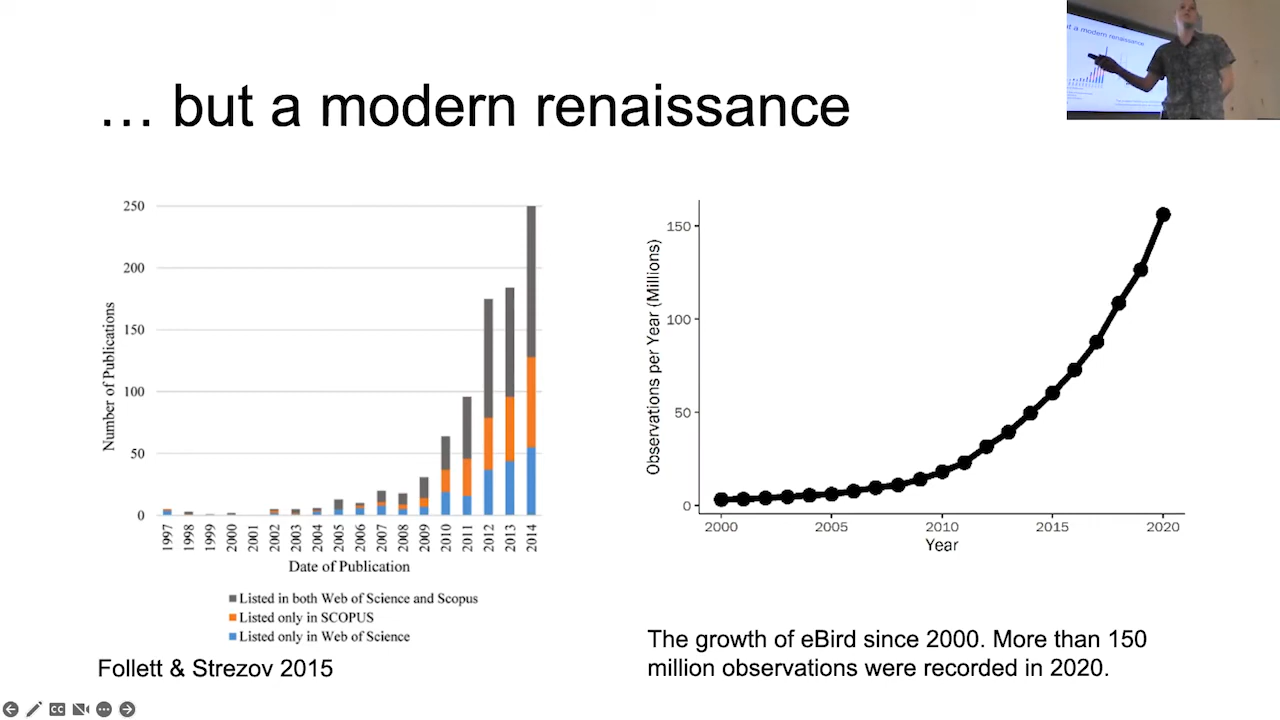 … but a modern renaissance
d a modern renaissance
250
200
150
100
50
0
Number of Publications
1997
1998
1999
2000
2001
2002
2003
2004
2005
2006
2007
2008
2009
2010
2011
2012
2013
2014
Date of Publication
Listed in both Web of Science and Scopus
Listed only in SCOPUS
Listed only in Web of Science
Follett & Strezov 2015
150
100
50
0
Observations per Year (Millions)
2000 2005 2010 2015 2020
Year
The growth of eBird since 2000. More than 150
million observations were recorded in 2020.
CC